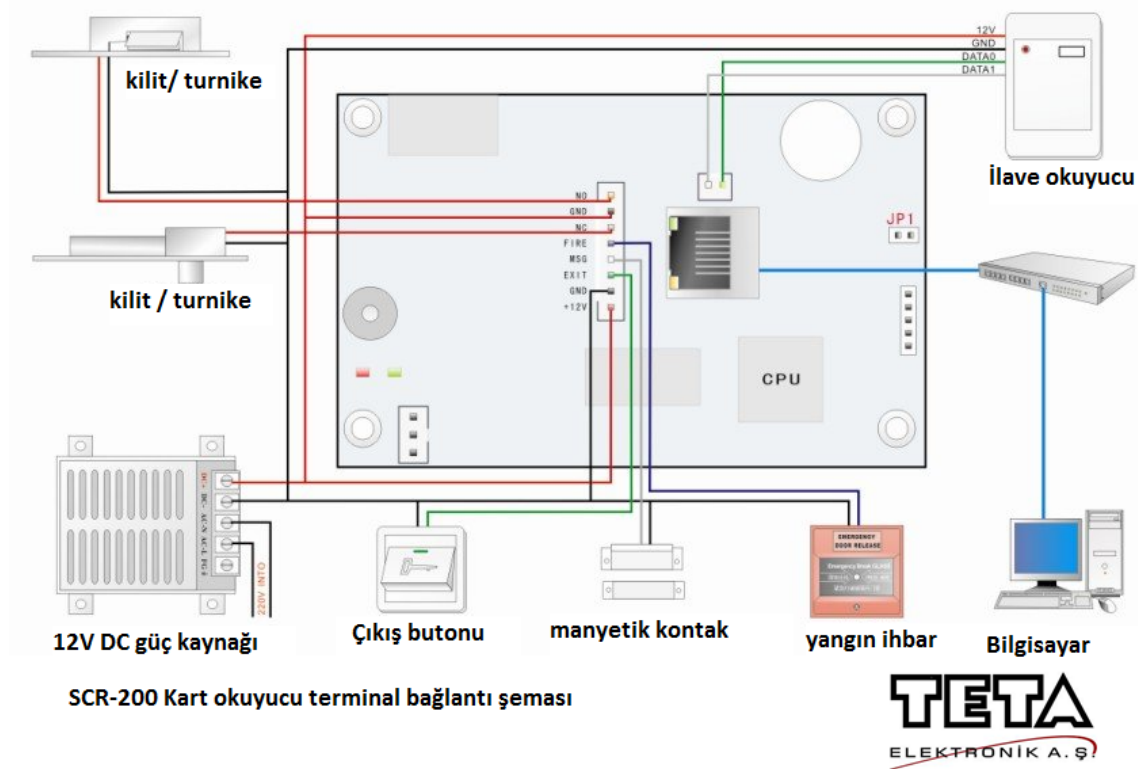 12V
GND
DATA0
DATA1
kilit/ turnike
İlave okuyucu
NO
GND
NC
FIRE
MSG
EXIT
GND
+12V
JP1
kilit / turnike
CPU
DC+
DC-
AC-N
AC-L
220V INTO
EMERGENCY
DOOR RELEASE
12V DC güç kaynağı
Çıkış butonu
manyetik kontak
yangın ihbar
Bilgisayar
SCR-200 Kart okuyucu terminal bağlantı şeması
TETA
ELEKTRONİK A.Ş.